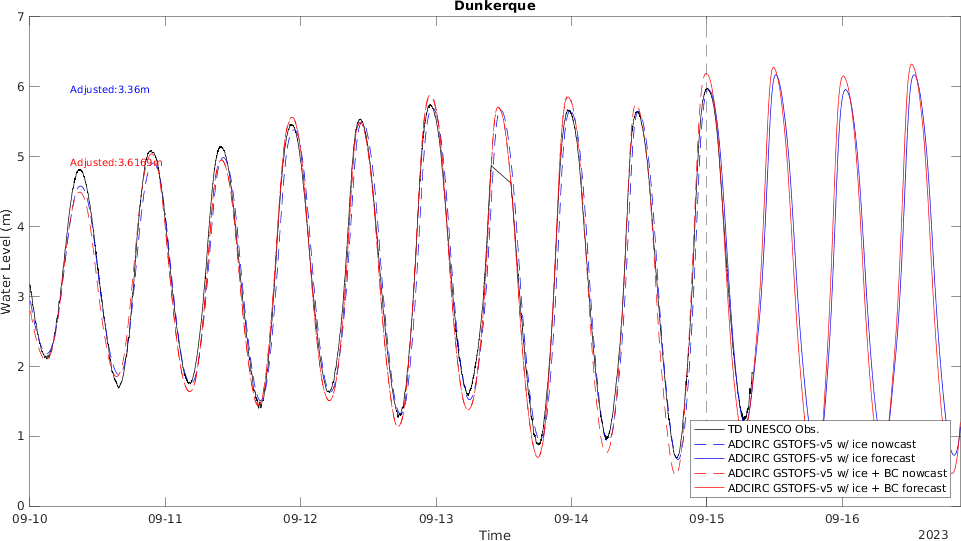 Dunkerque
7
6
5
4
3
2
1
0
Water Level (m)
Adjusted:3.36m
Adjusted:3.6169m
TD UNESCO Obs.
ADCIRC GSTOFS-v5 w/ ice nowcast
ADCIRC GSTOFS-v5 w/ ice forecast
ADCIRC GSTOFS-v5 w/ ice + BC nowcast
ADCIRC GSTOFS-v5 w/ ice + BC forecast
09-10 09-11 09-12 09-13 09-14 09-15 09-16
Time
2023